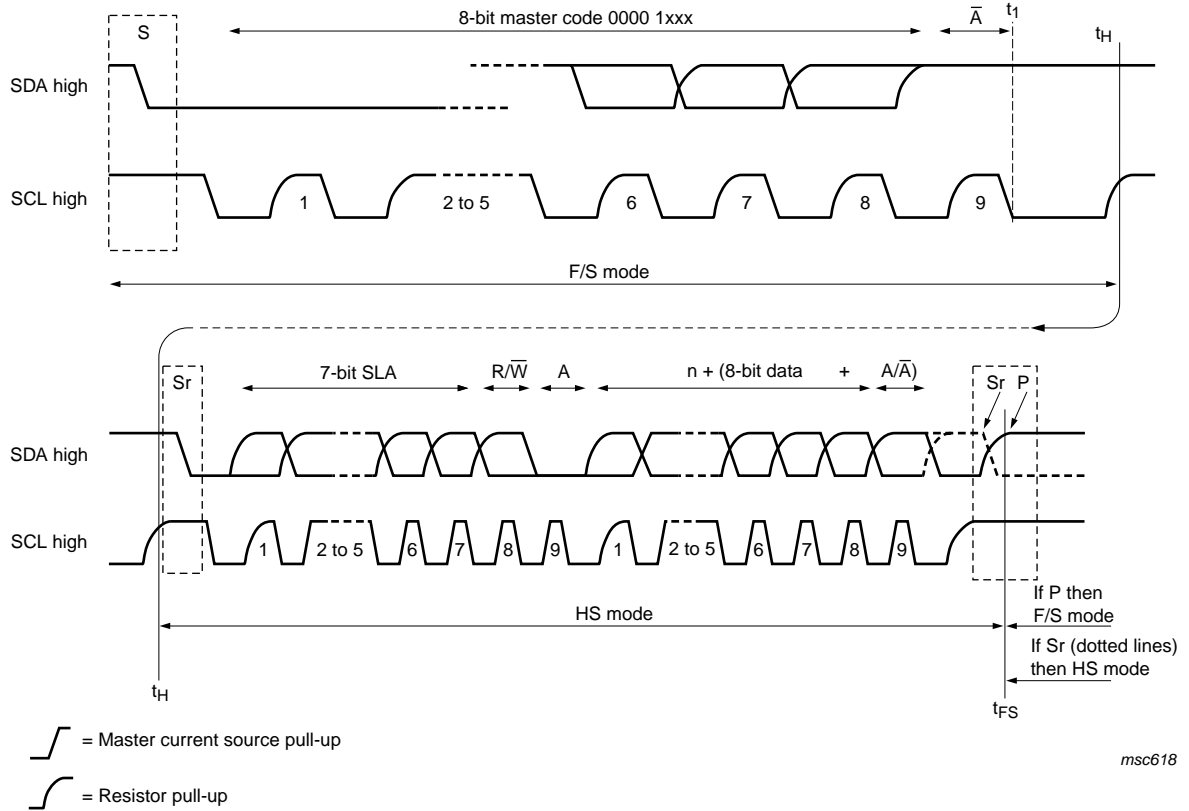 8-bit master code 0000 1xxx
A̅
t1
S
tH
SDA high
SCL high
1
2 to 5
6
7
8
9
F/S mode
Sr
7-bit SLA
R/W̅
A
n + (8-bit data
+
A/A̅)
Sr
P
SDA high
SCL high
1
2 to 5
6
7
8
9
1
2 to 5
6
7
8
9
HS mode
If P then
F/S mode
If Sr (dotted lines)
then HS mode
tH
tFS
= Master current source pull-up
= Resistor pull-up
msc618